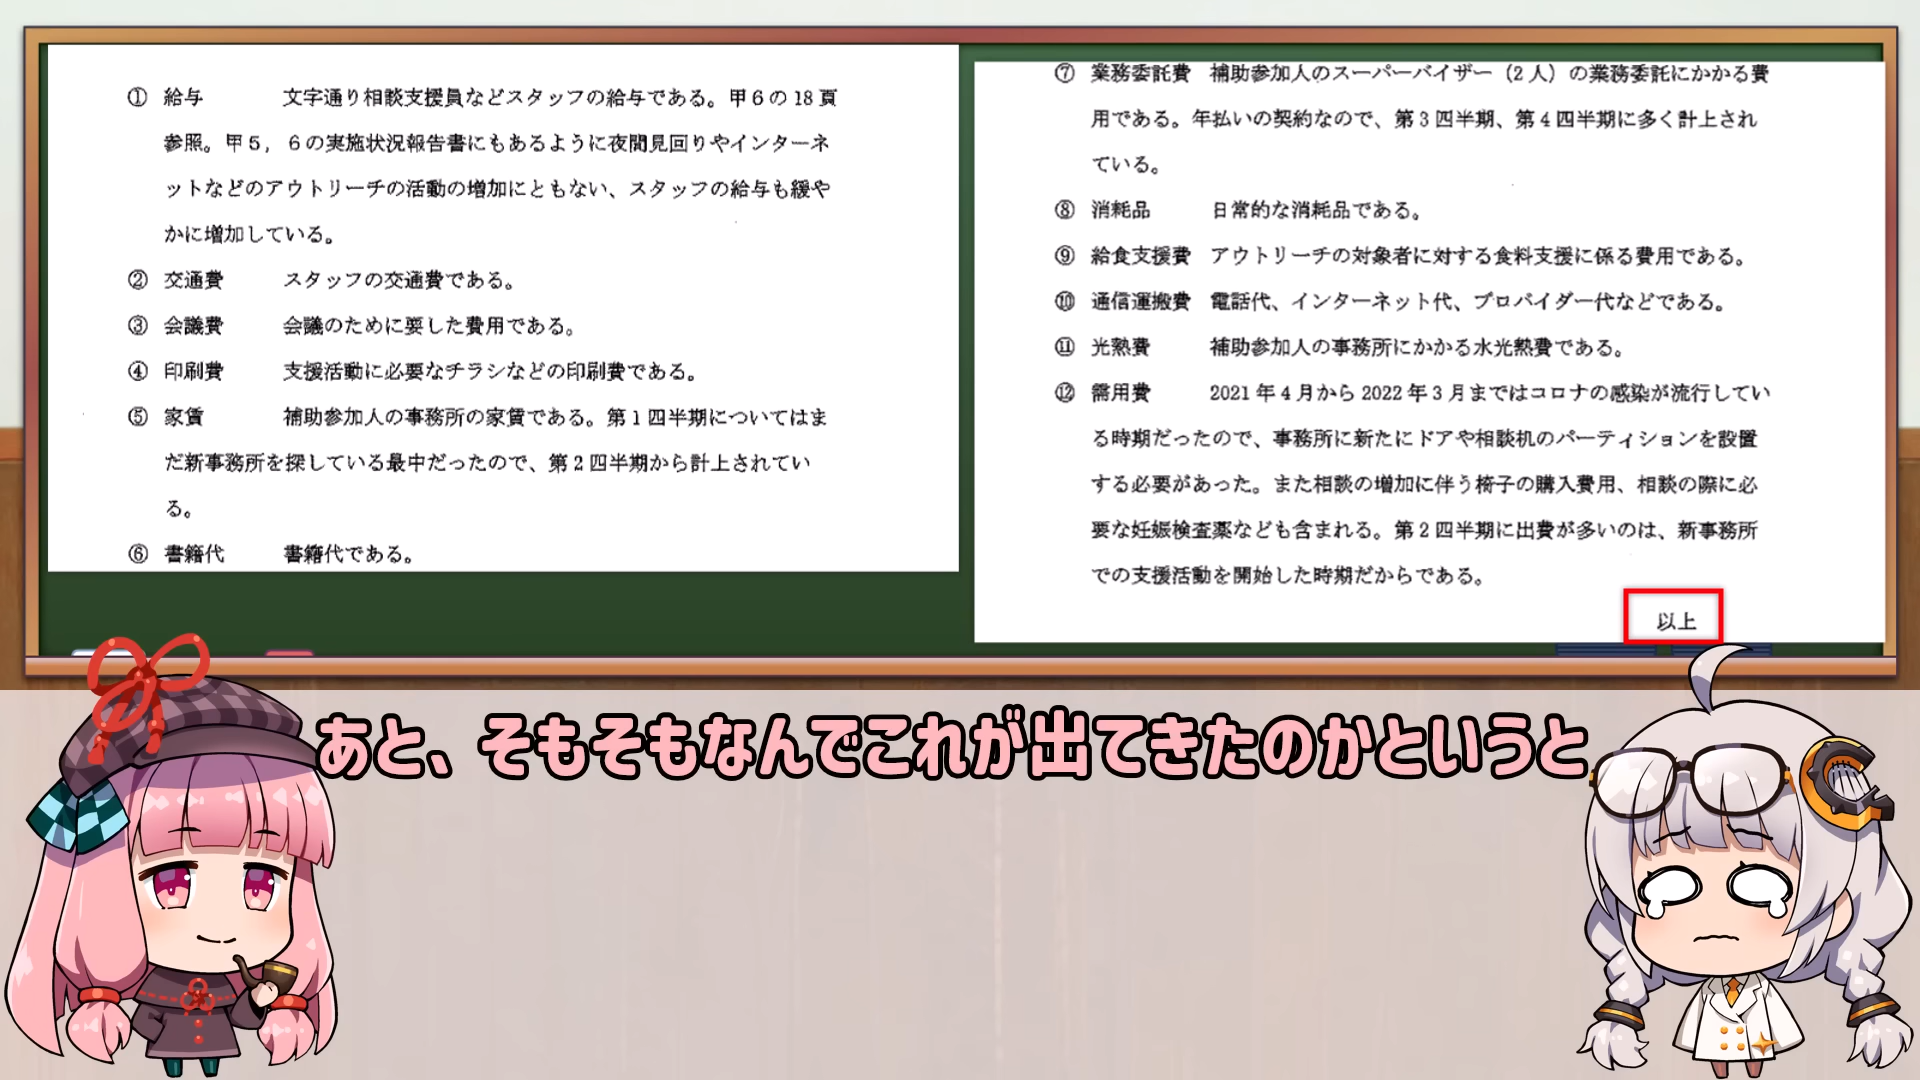 ① 給与 文字通り相談支援員などスタッフの給与である。甲6の18頁
参照。甲5，6の実施状況報告書にもあるように夜間見回りやインターネ
ットなどのアウトリーチの活動の増加にともない、スタッフの給与も緩や
かに増加している。
② 交通費 スタッフの交通費である。
③ 会議費 会議のために要した費用である。
④ 印刷費 支援活動に必要なチラシなどの印刷費である。
⑤ 家賃 補助参加人の事務所の家賃である。第1四半期についてはま
だ新事務所を探している最中だったので、第2四半期から計上されてい
る。
⑥ 書籍代 書籍代である。
⑦ 業務委託費 補助参加人のスーパーバイザー（2人）の業務委託にかかる費
用である。年払いの契約なので、第3四半期、第4四半期に多く計上され
ている。
⑧ 消耗品 日常的な消耗品である。
⑨ 給食支援費 アウトリーチの対象者に対する食料支援に係る費用である。
⑩ 通信運搬費 電話代、インターネット代、プロバイダー代などである。
⑪ 光熱費 補助参加人の事務所にかかる水光熱費である。
⑫ 需用費 2021年4月から2022年3月まではコロナの感染が流行してい
る時期だったので、事務所に新たにドアや相談机のパーティションを設置
する必要があった。また相談の増加に伴う椅子の購入費用、相談の際に必
要な妊娠検査薬なども含まれる。第2四半期に出費が多いのは、新事務所
での支援活動を開始した時期だからである。
以上
あと、そもそもなんでこれが出てきたのかというと